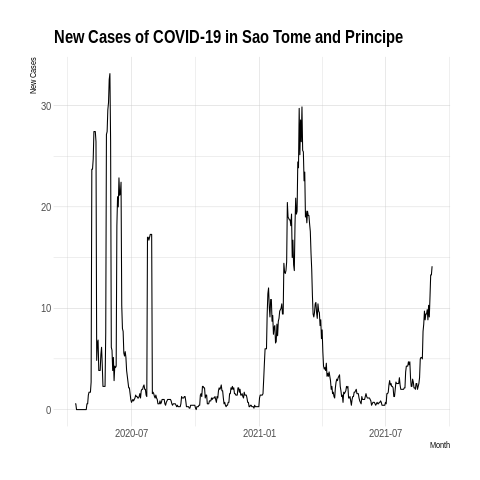 New Cases of COVID-19 in Sao Tome and Principe
New Cases
30
20
10
0
2020-07
2021-01
2021-07
Month